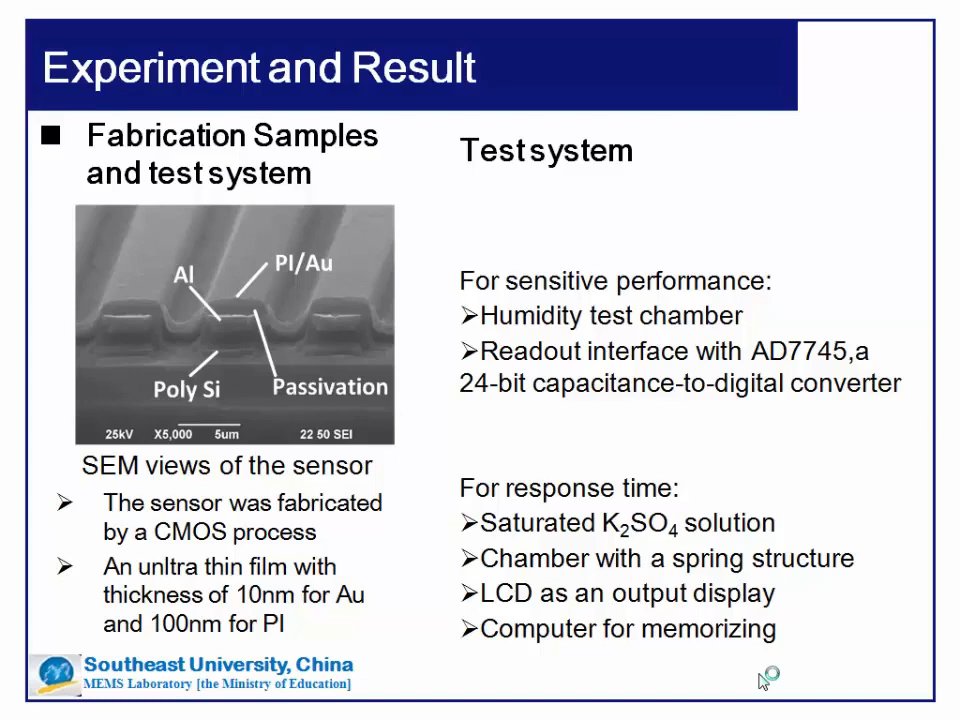 Experiment and Result
■ Fabrication Samples
and test system
Al
PI/Au
Poly Si
Passivation
25kV X5,000 5um 22 50 SEI
SEM views of the sensor
➢ The sensor was fabricated
by a CMOS process
➢ An unltra thin film with
thickness of 10nm for Au
and 100nm for PI
Test system
For sensitive performance:
➢Humidity test chamber
➢Readout interface with AD7745,a
24-bit capacitance-to-digital converter
For response time:
➢Saturated K₂SO₄ solution
➢Chamber with a spring structure
➢LCD as an output display
➢Computer for memorizing
Southeast University, China
MEMS Laboratory [the Ministry of Education]